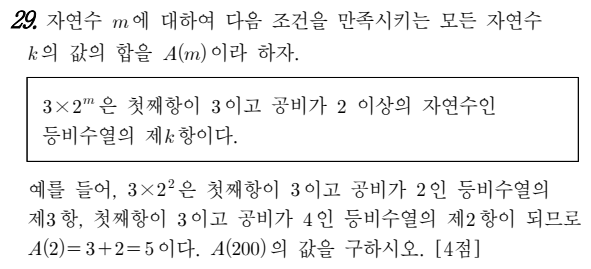 29. 자연수 m에 대하여 다음 조건을 만족시키는 모든 자연수
k의 값의 합을 A(m)이라 하자.
3×2^m은 첫째항이 3이고 공비가 2 이상의 자연수인
등비수열의 제k항이다.
예를 들어, 3×2^2은 첫째항이 3이고 공비가 2인 등비수열의
제3항, 첫째항이 3이고 공비가 4인 등비수열의 제2항이 되므로
A(2)=3+2=5이다. A(200)의 값을 구하시오. [4점]